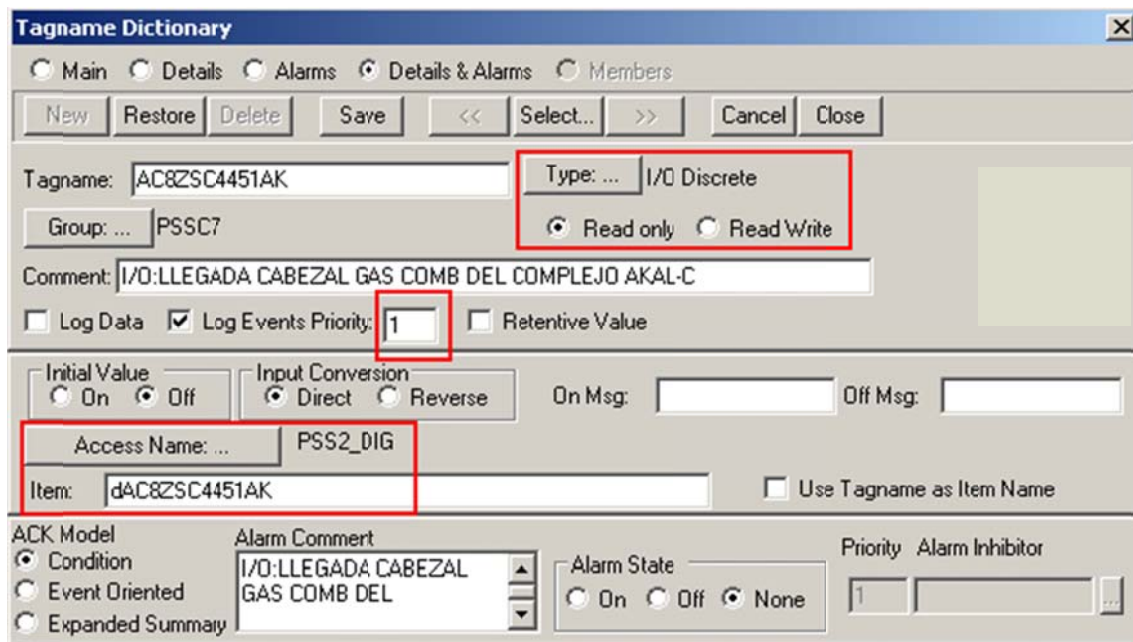 Tagname Dictionary
Main Details Alarms Details & Alarms Members
New Restore Delete Save << Select... >> Cancel Close
Tagname: AC8ZSC4451AK Type: ... I/O Discrete
Group: ... PSSC7 Read only Read Write
Comment: I/O:LLEGADA CABEZAL GAS COMB DEL COMPLEJO AKAL-C
Log Data Log Events Priority: 1 Retentive Value
Initial Value Input Conversion
On Off Direct Reverse On Msg: Off Msg:
Access Name: ... PSS2_DIG
Item: dAC8ZSC4451AK Use Tagname as Item Name
ACK Model Alarm Comment Priority Alarm Inhibitor
Condition I/O:LLEGADA CABEZAL Alarm State
Event Oriented GAS COMB DEL On Off None 1 ...
Expanded Summary